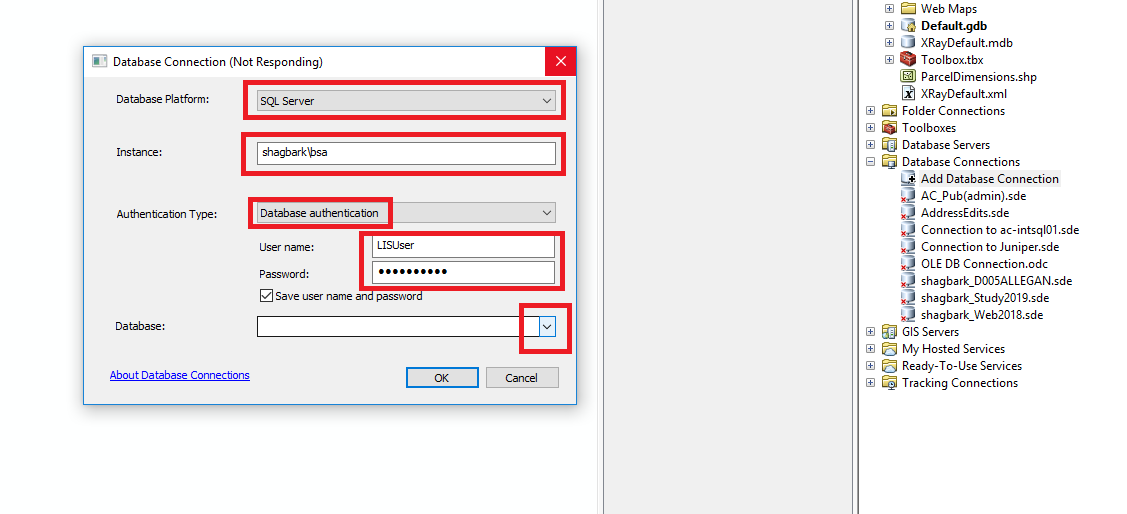 Database Connection (Not Responding)
Database Platform:
SQL Server
Instance:
shagbark\bsa
Authentication Type:
Database authentication
User name:
LISUser
Password:
●●●●●●●●●●
Save user name and password
Database:
About Database Connections
OK
Cancel
Web Maps
Default.gdb
XRayDefault.mdb
Toolbox.tbx
ParcelDimensions.shp
XRayDefault.xml
Folder Connections
Toolboxes
Database Servers
Database Connections
Add Database Connection
AC_Pub(admin).sde
AddressEdits.sde
Connection to ac-intsql01.sde
Connection to Juniper.sde
OLE DB Connection.odc
shagbark_D005ALLEGAN.sde
shagbark_Study2019.sde
shagbark_Web2018.sde
GIS Servers
My Hosted Services
Ready-To-Use Services
Tracking Connections